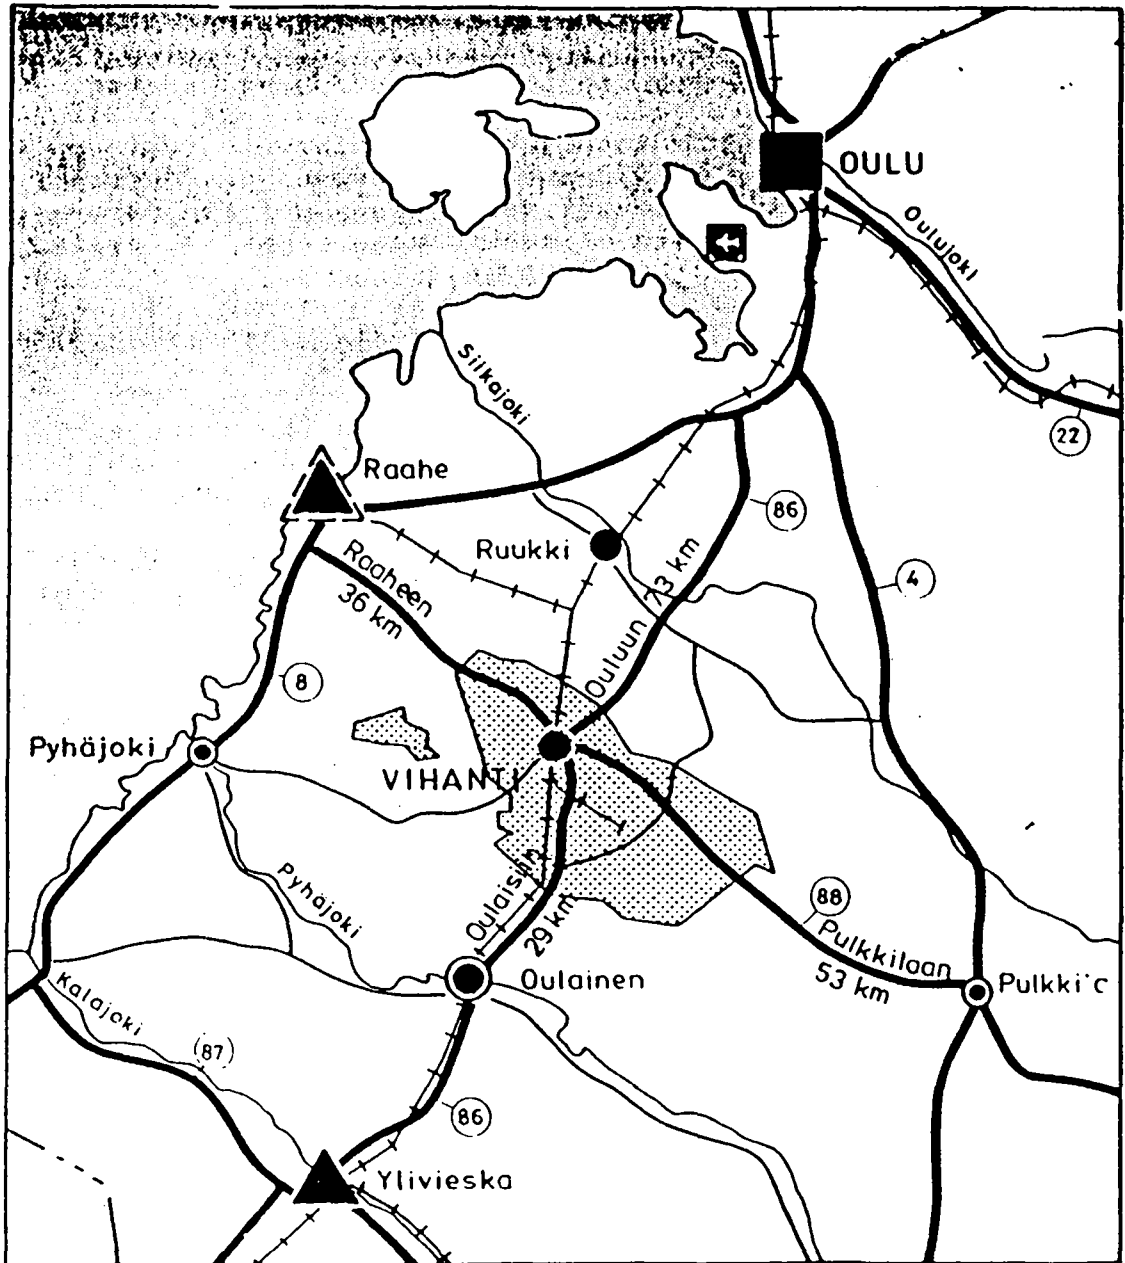 OULU
Oulujoki
Siikajoki
22
Raahe
86
Ruukki
Raaheen
36 km
Ouluun 73 km
4
8
Pyhäjoki
VIHANTI
Pyhäjoki
Oulaisiin
29 km
88
Pulkkilaan
53 km
Oulainen
Kalajoki
(87)
86
Ylivieska